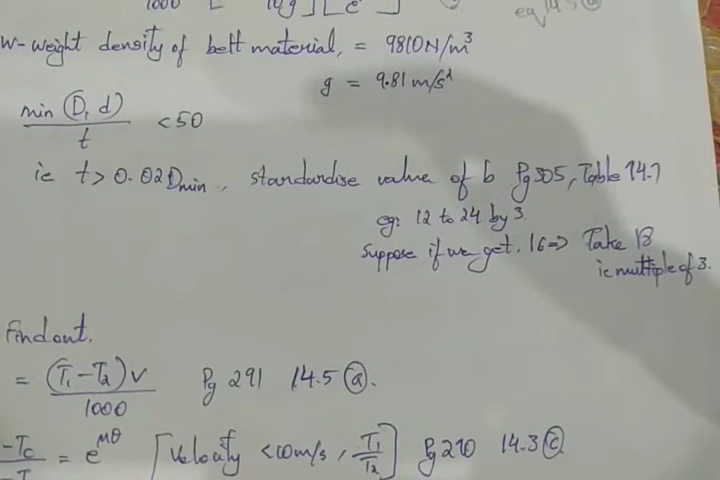 1000 [ ] [ e ]
W-weight density of belt material, = 9810N/m³
g = 9.81 m/s²
min (D, d) / t < 50
ie t > 0.02Dmin, standardise value of b Pg 305, Table 14.7
eg: 12 to 24 by 3.
Suppose if we get. 16 => Take 18
ie multiple of 3.
Find out.
= (T₁ - T₂) v / 1000 Pg 291 14.5 (a).
-Tc / -T = e^μθ [Velocity < 10m/s, T₁/T₂] Pg 290 14.3 (c)